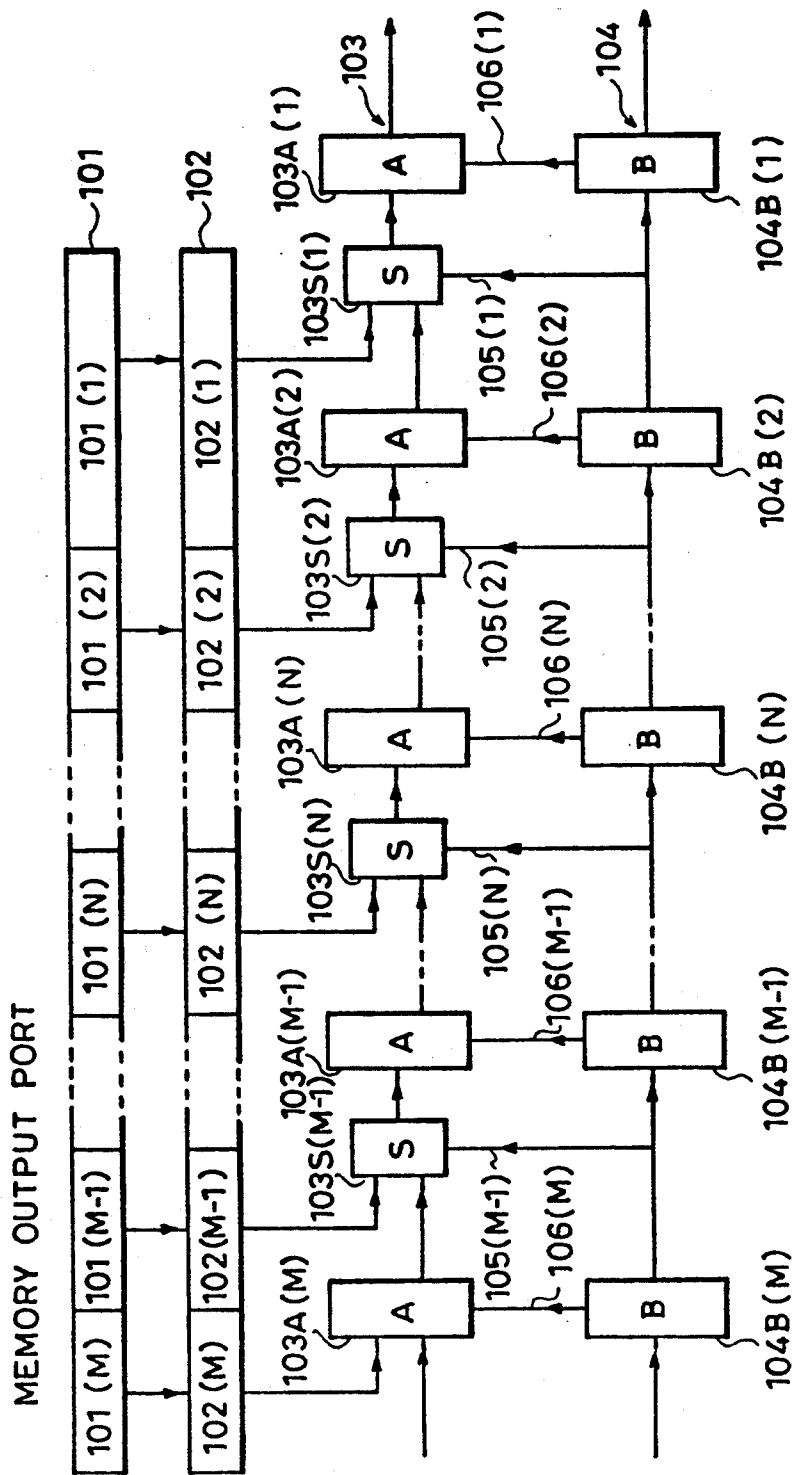 MEMORY OUTPUT PORT
101 (M) 101 (M-1) 101 (N) 101 (2) 101 (1) 101
102 (M) 102(M-1) 102 (N) 102 (2) 102 (1) 102
103A(M) 103S(M-1) 103A(M-1) 103S(N) 103A(N) 103S(2) 103A(2) 103S(1) 103A(1) 103
A S A S A S A S A
105(M-1) 105(N) 105(2) 105(1)
106(M) 106(M-1) 106(N) 106(2) 106(1)
104
B B B B B
104B(M) 104B(M-1) 104B(N) 104B(2) 104B(1)